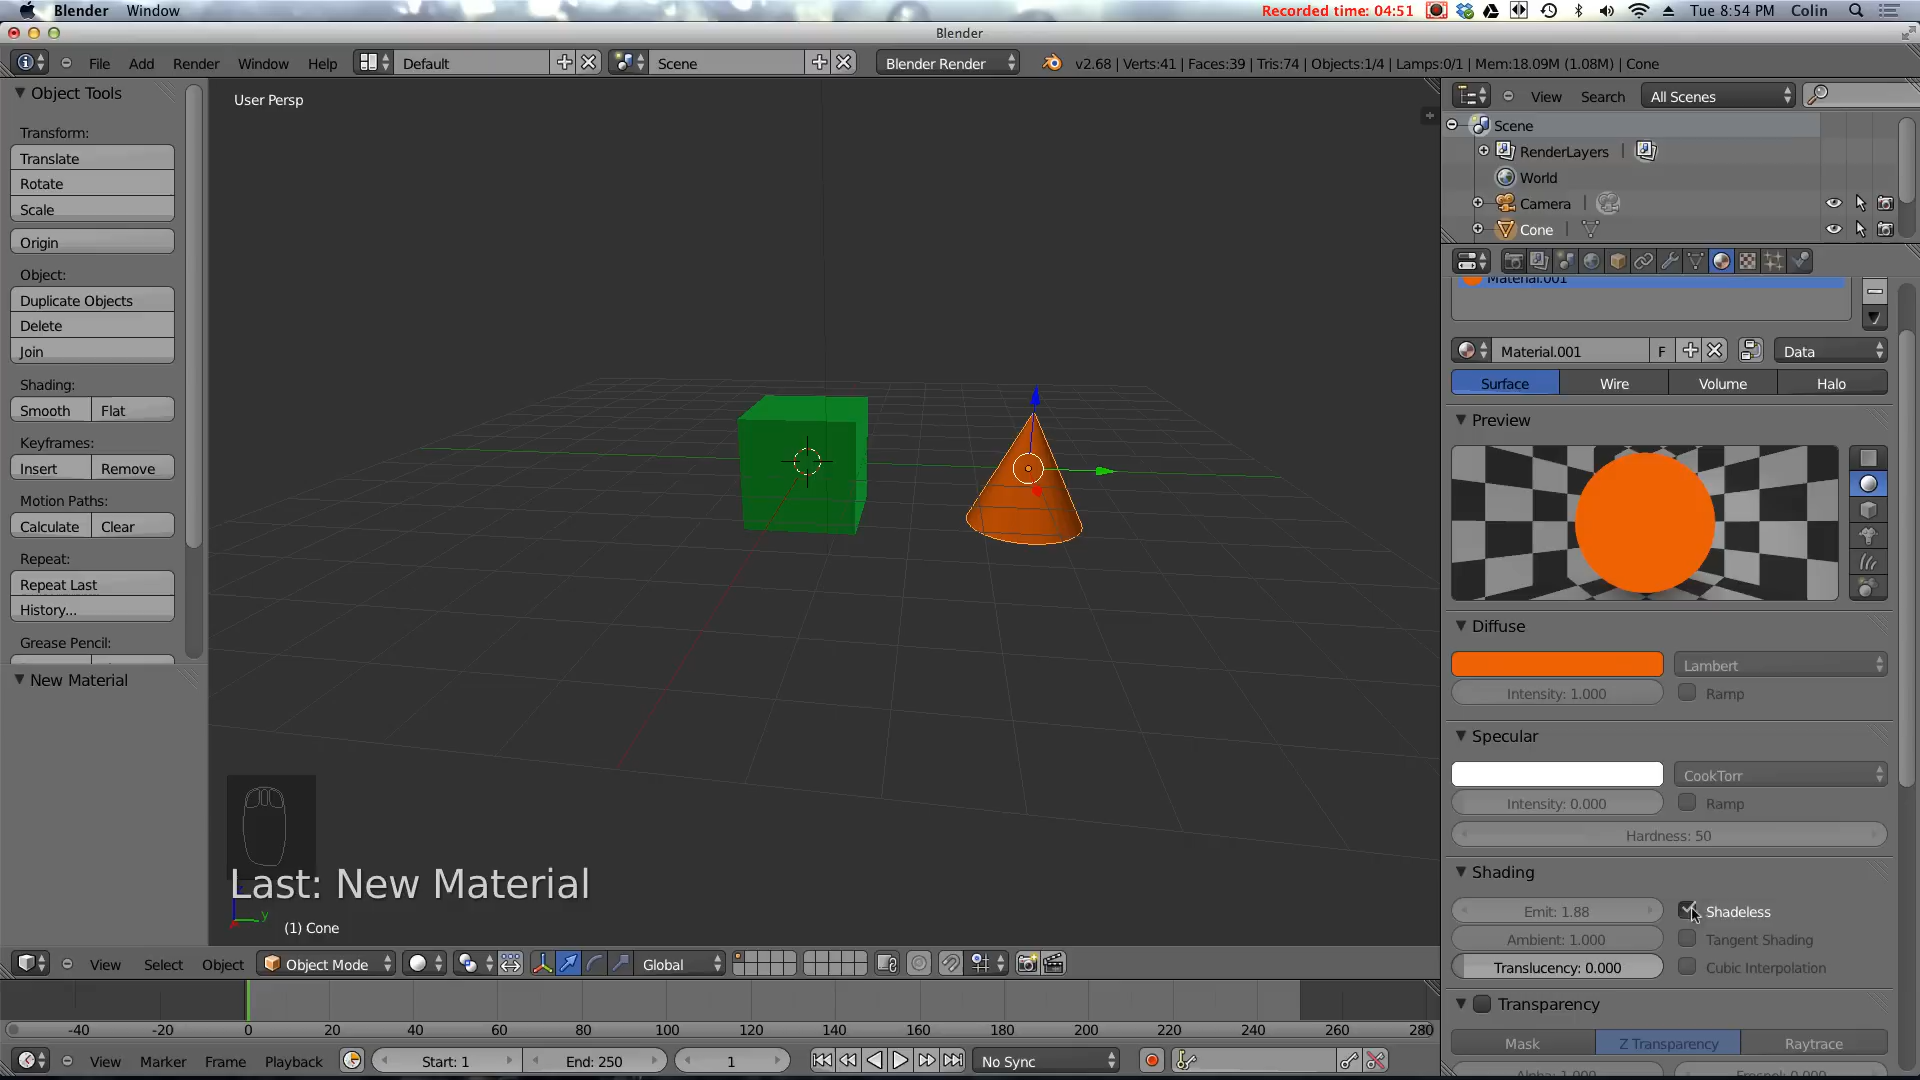 Blender Window Recorded time: 04:51 Tue 8:54 PM Colin
Blender
File Add Render Window Help Default Scene Blender Render v2.68 | Verts:41 | Faces:39 | Tris:74 | Objects:1/4 | Lamps:0/1 | Mem:18.09M (1.08M) | Cone
Object Tools
Transform:
Translate
Rotate
Scale
Origin
Object:
Duplicate Objects
Delete
Join
Shading:
Smooth Flat
Keyframes:
Insert Remove
Motion Paths:
Calculate Clear
Repeat:
Repeat Last
History...
Grease Pencil:
New Material
User Persp
Last: New Material
y
(1) Cone
View Search All Scenes
Scene
RenderLayers |
World
Camera |
Cone |
Material.001
Material.001 F Data
Surface Wire Volume Halo
Preview
Diffuse
Lambert
Intensity: 1.000 Ramp
Specular
CookTorr
Intensity: 0.000 Ramp
Hardness: 50
Shading
Emit: 1.88 Shadeless
Ambient: 1.000 Tangent Shading
Translucency: 0.000 Cubic Interpolation
Transparency
Mask Z Transparency Raytrace
Alpha: 1.000 Fresnel: 0.000
View Select Object Object Mode Global
-40 -20 0 20 40 60 80 100 120 140 160 180 200 220 240 260 280
View Marker Frame Playback Start: 1 End: 250 1 No Sync